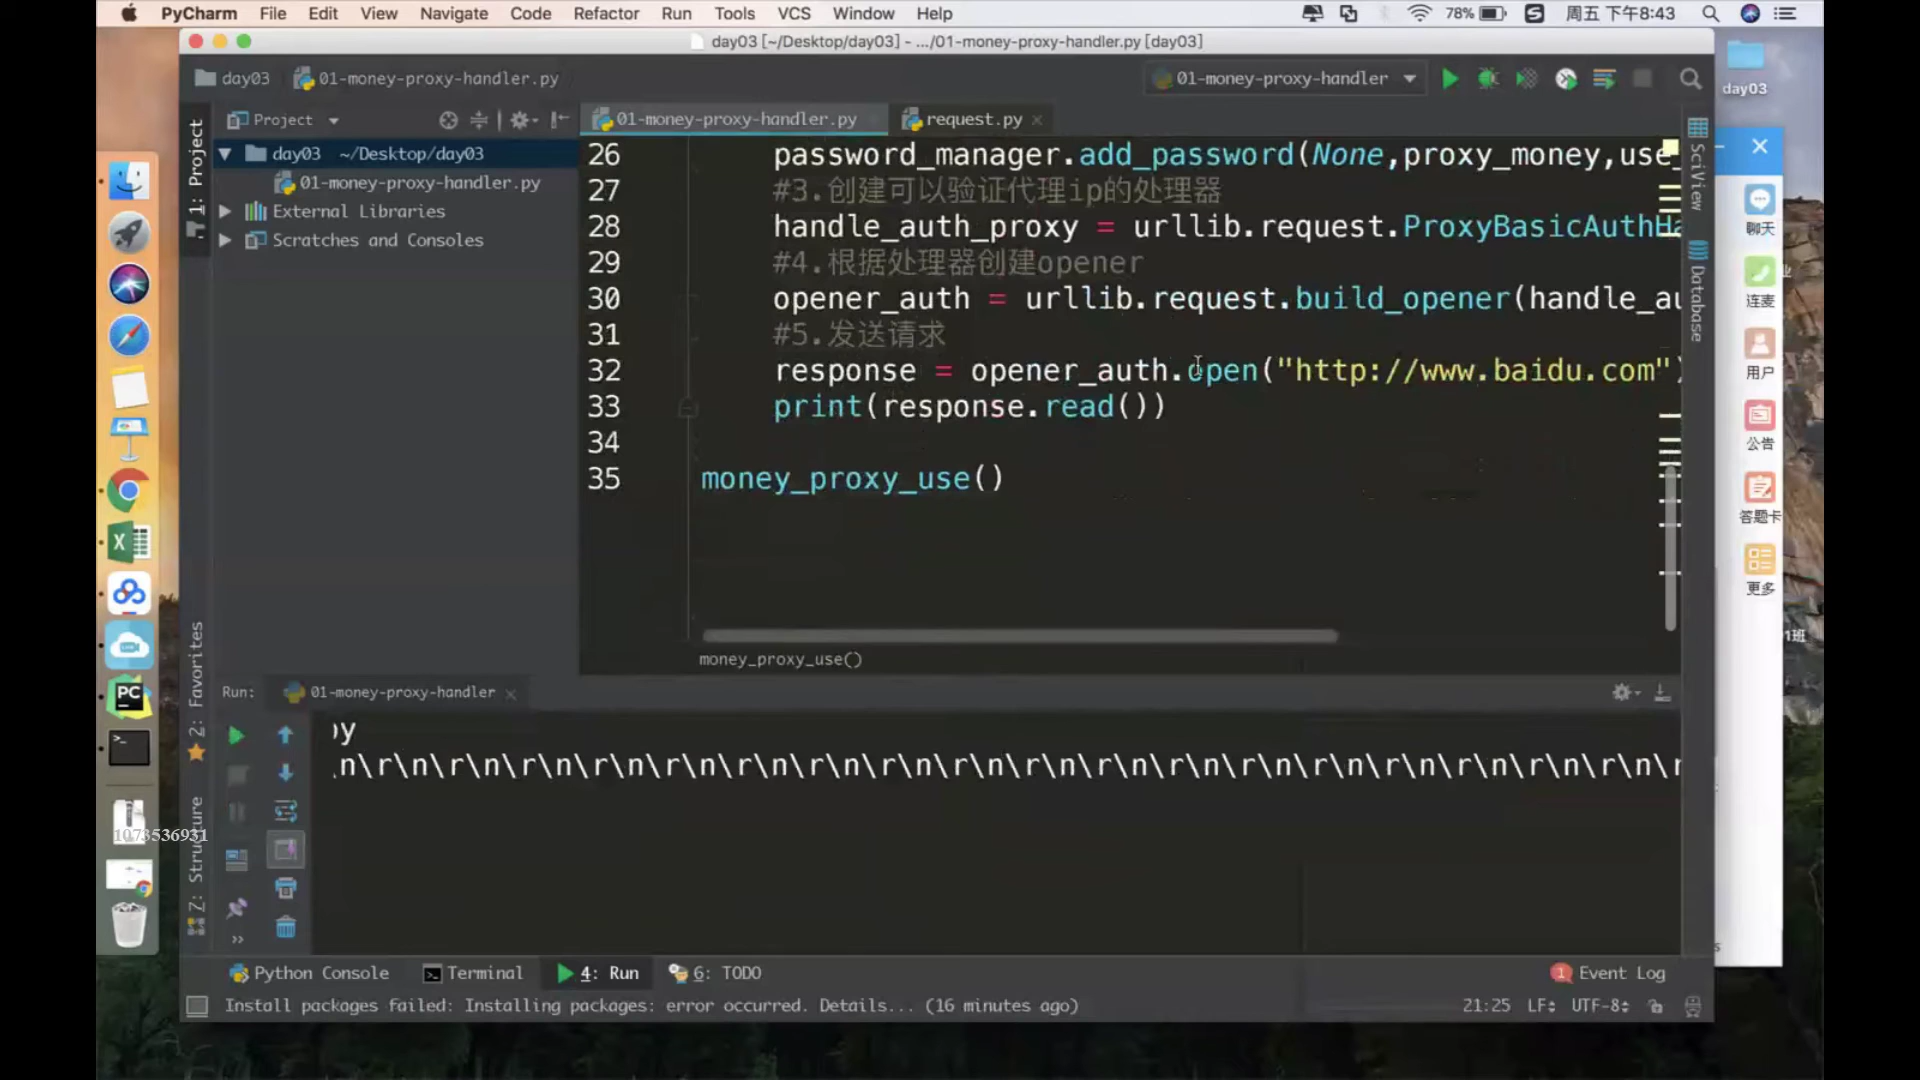 PyCharm File Edit View Navigate Code Refactor Run Tools VCS Window Help 78% 周五 下午8:43
day03 [~/Desktop/day03] - .../01-money-proxy-handler.py [day03]
day03 01-money-proxy-handler.py 01-money-proxy-handler
day03
1: Project
Project
day03 ~/Desktop/day03
01-money-proxy-handler.py
External Libraries
Scratches and Consoles
01-money-proxy-handler.py request.py
26 password_manager.add_password(None,proxy_money,use_
27 #3.创建可以验证代理ip的处理器
28 handle_auth_proxy = urllib.request.ProxyBasicAuthHa
29 #4.根据处理器创建opener
30 opener_auth = urllib.request.build_opener(handle_au
31 #5.发送请求
32 response = opener_auth.open("http://www.baidu.com")
33 print(response.read())
34
35 money_proxy_use()
money_proxy_use()
SciView
Database
聊天
连麦
用户
公告
答题卡
更多
1班
2: Favorites
Z: Structure
Run: 01-money-proxy-handler
py
\n\r\n\r\n\r\n\r\n\r\n\r\n\r\n\r\n\r\n\r\n\r\n\r\n\r\n\r\n\r\n\r\n\r\n\r\n\r
1073536931
Python Console Terminal 4: Run 6: TODO 1 Event Log
Install packages failed: Installing packages: error occurred. Details... (16 minutes ago) 21:25 LF UTF-8